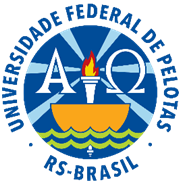 UNIVERSIDADE FEDERAL DE PELOTAS
Α Ω
RS-BRASIL